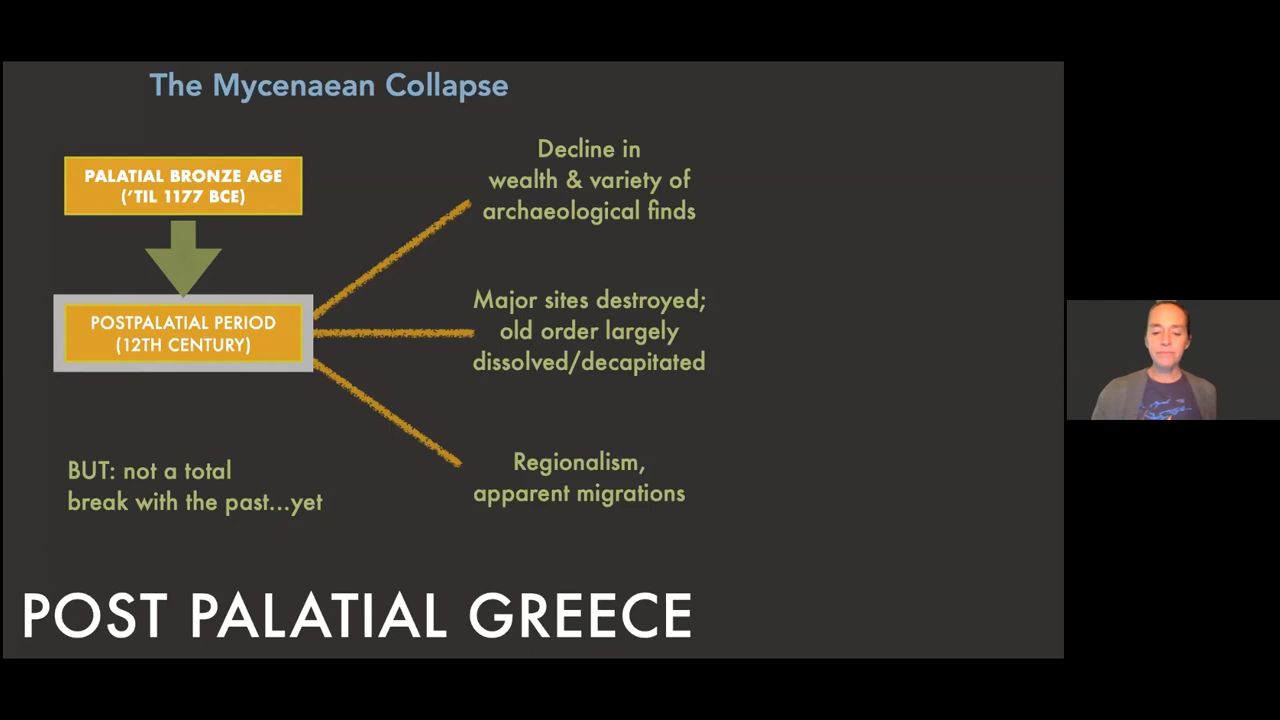 The Mycenaean Collapse
PALATIAL BRONZE AGE
('TIL 1177 BCE)
POSTPALATIAL PERIOD
(12TH CENTURY)
BUT: not a total
break with the past...yet
Decline in
wealth & variety of
archaeological finds
Major sites destroyed;
old order largely
dissolved/decapitated
Regionalism,
apparent migrations
POST PALATIAL GREECE